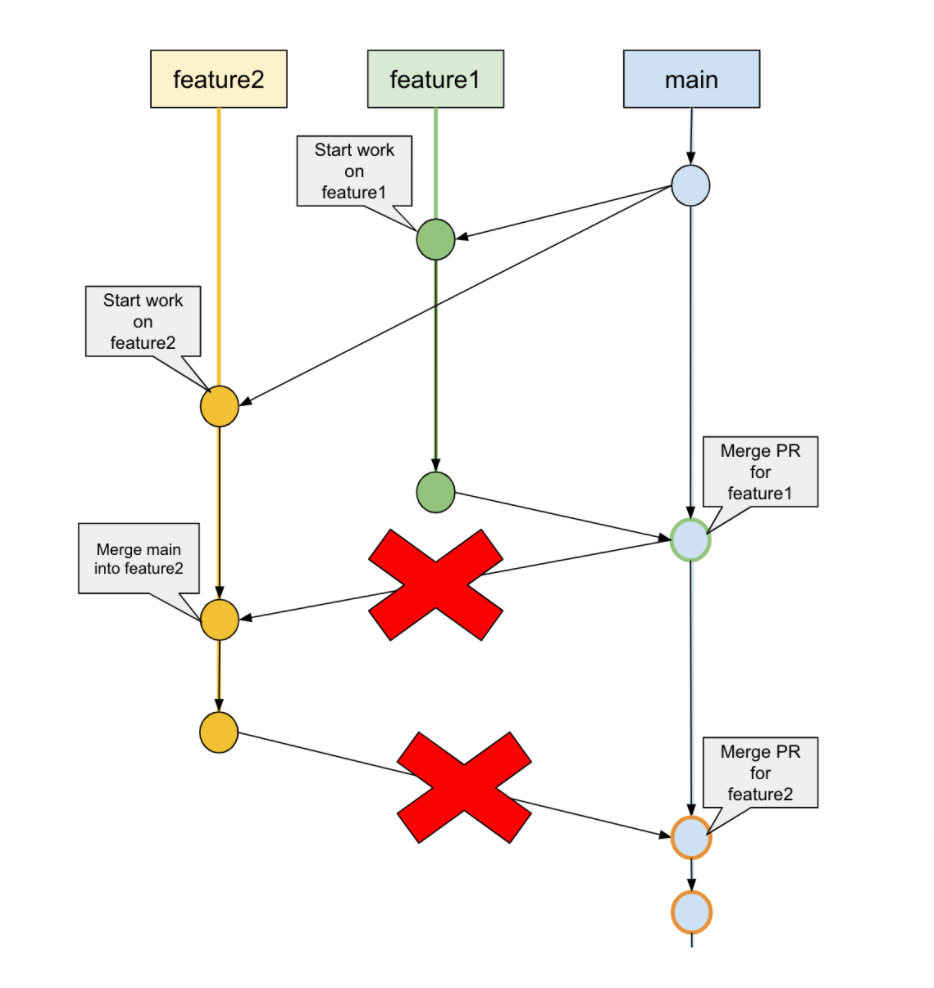 feature2
feature1
main
Start work
on
feature1
Start work
on
feature2
Merge PR
for
feature1
Merge main
into feature2
Merge PR
for
feature2